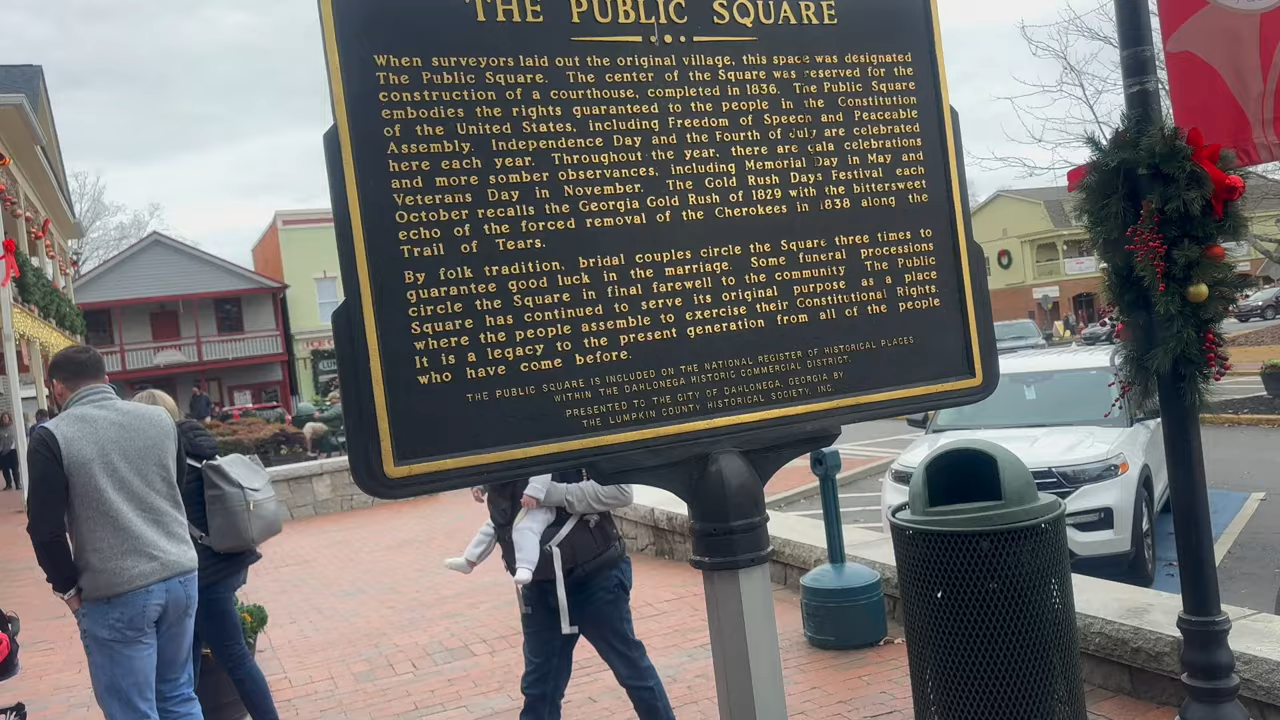 THE PUBLIC SQUARE
When surveyors laid out the original village, this space was designated
The Public Square. The center of the Square was reserved for the
construction of a courthouse, completed in 1836. The Public Square
embodies the rights guaranteed to the people in the Constitution
of the United States, including Freedom of Speech and Peaceable
Assembly. Independence Day and the Fourth of July are celebrated
here each year. Throughout the year, there are gala celebrations
and more somber observances, including Memorial Day in May and
Veterans Day in November. The Gold Rush Days Festival each
October recalls the Georgia Gold Rush of 1829 with the bittersweet
echo of the forced removal of the Cherokees in 1838 along the
Trail of Tears.
By folk tradition, bridal couples circle the Square three times to
guarantee good luck in the marriage. Some funeral processions
circle the Square in final farewell to the community The Public
Square has continued to serve its original purpose as a place
where the people assemble to exercise their Constitutional Rights.
It is a legacy to the present generation from all of the people
who have come before.
THE PUBLIC SQUARE IS INCLUDED ON THE NATIONAL REGISTER OF HISTORICAL PLACES
WITHIN THE DAHLONEGA HISTORIC COMMERCIAL DISTRICT.
PRESENTED TO THE CITY OF DAHLONEGA, GEORGIA BY
THE LUMPKIN COUNTY HISTORICAL SOCIETY, INC.